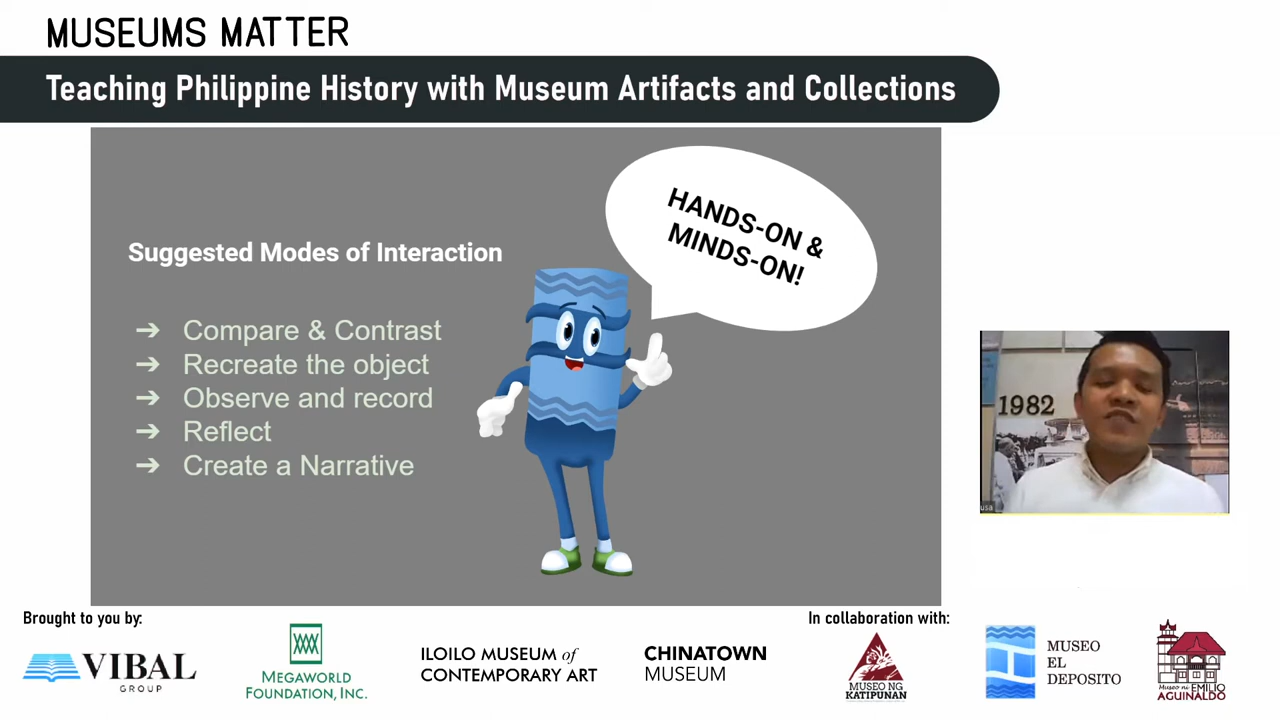 MUSEUMS MATTER
Teaching Philippine History with Museum Artifacts and Collections
HANDS-ON &
MINDS-ON!
Suggested Modes of Interaction
➔ Compare & Contrast
➔ Recreate the object
➔ Observe and record
➔ Reflect
➔ Create a Narrative
1982
usa
Brought to you by:
In collaboration with:
VIBAL
GROUP
MEGAWORLD
FOUNDATION, INC.
ILOILO MUSEUM of
CONTEMPORARY ART
CHINATOWN
MUSEUM
MUSEO NG
KATIPUNAN
MUSEO
EL
DEPOSITO
Museo ni EMILIO
AGUINALDO